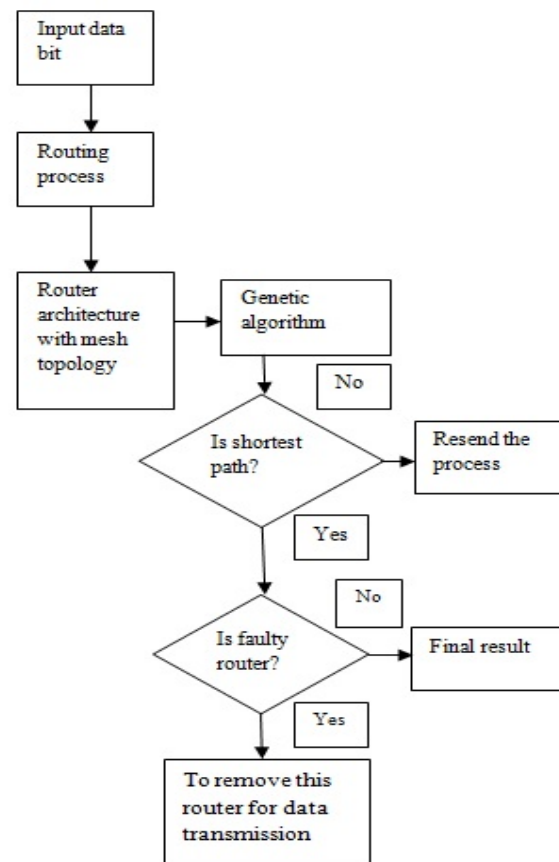 Input data
bit
Routing
process
Router
architecture
with mesh
topology
Genetic
algorithm
No
Is shortest
path?
Resend the
process
Yes
No
Is faulty
router?
Final result
Yes
To remove this
router for data
transmission